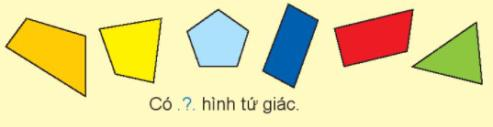 Có .?. hình tứ giác.